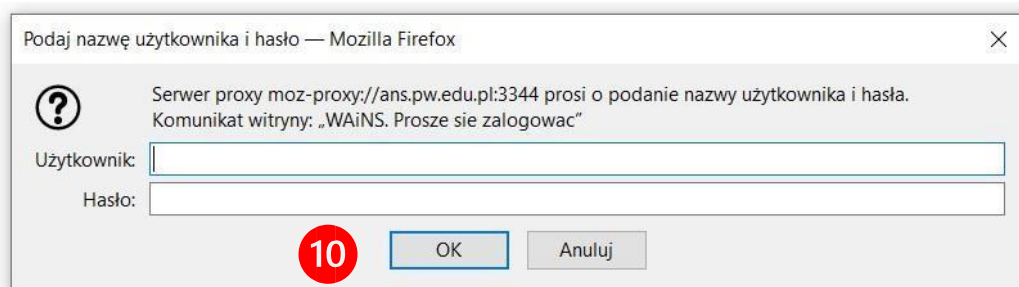 Podaj nazwę użytkownika i hasło — Mozilla Firefox
Serwer proxy moz-proxy://ans.pw.edu.pl:3344 prosi o podanie nazwy użytkownika i hasła.
Komunikat witryny: „WAiNS. Prosze sie zalogowac”
Użytkownik:
Hasło:
10 OK Anuluj